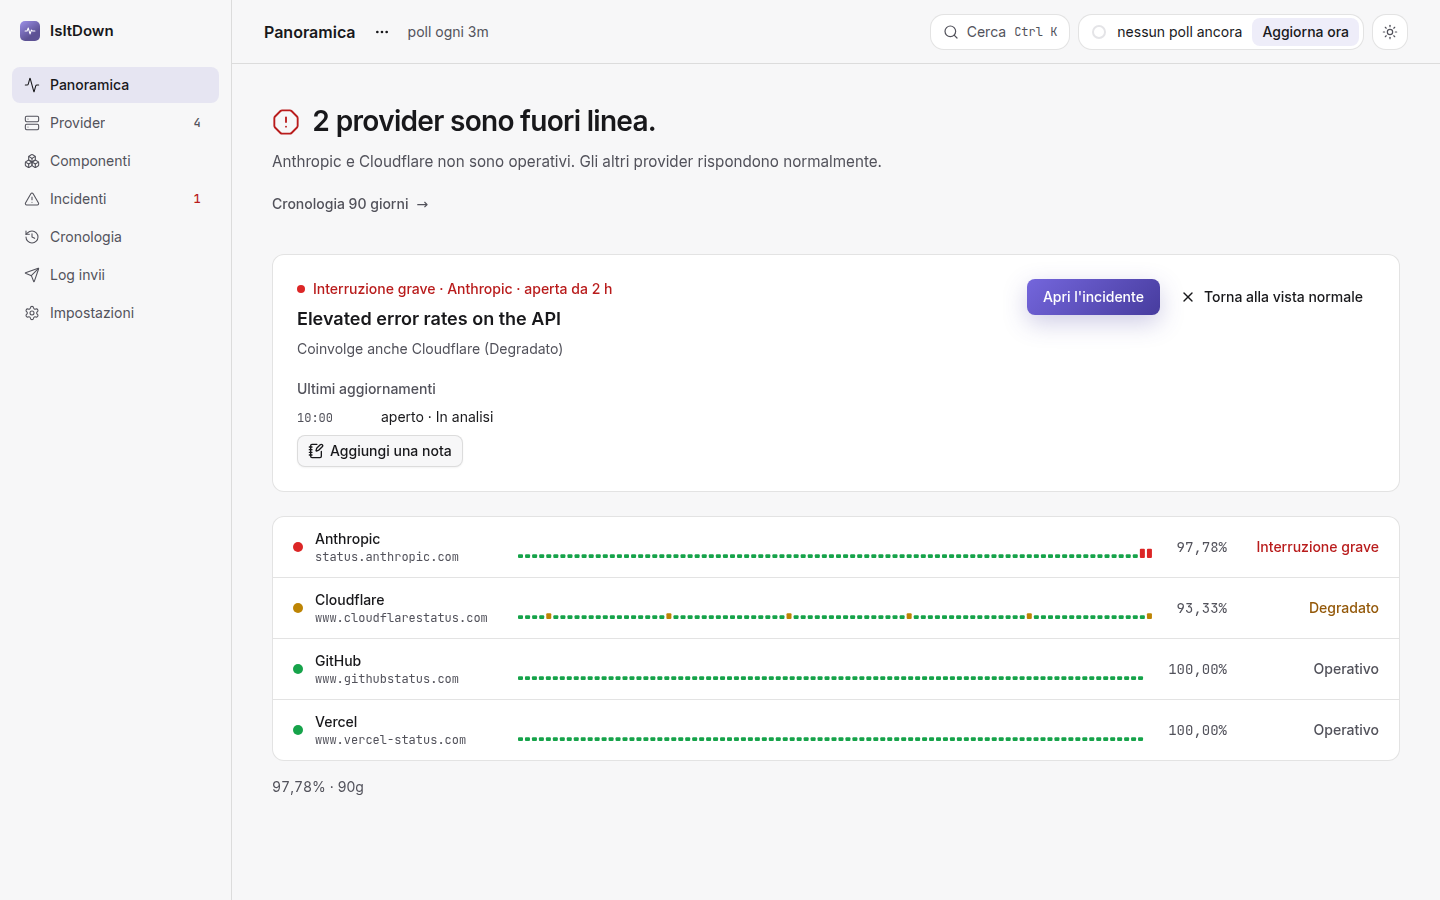 IsItDown
Panoramica
Provider 4
Componenti
Incidenti 1
Cronologia
Log invii
Impostazioni
Panoramica ··· poll ogni 3m
Cerca Ctrl K
nessun poll ancora
Aggiorna ora
2 provider sono fuori linea.
Anthropic e Cloudflare non sono operativi. Gli altri provider rispondono normalmente.
Cronologia 90 giorni →
Interruzione grave · Anthropic · aperta da 2 h
Apri l'incidente
Torna alla vista normale
Elevated error rates on the API
Coinvolge anche Cloudflare (Degradato)
Ultimi aggiornamenti
10:00 aperto · In analisi
Aggiungi una nota
Anthropic
status.anthropic.com
97,78% Interruzione grave
Cloudflare
www.cloudflarestatus.com
93,33% Degradato
GitHub
www.githubstatus.com
100,00% Operativo
Vercel
www.vercel-status.com
100,00% Operativo
97,78% · 90g